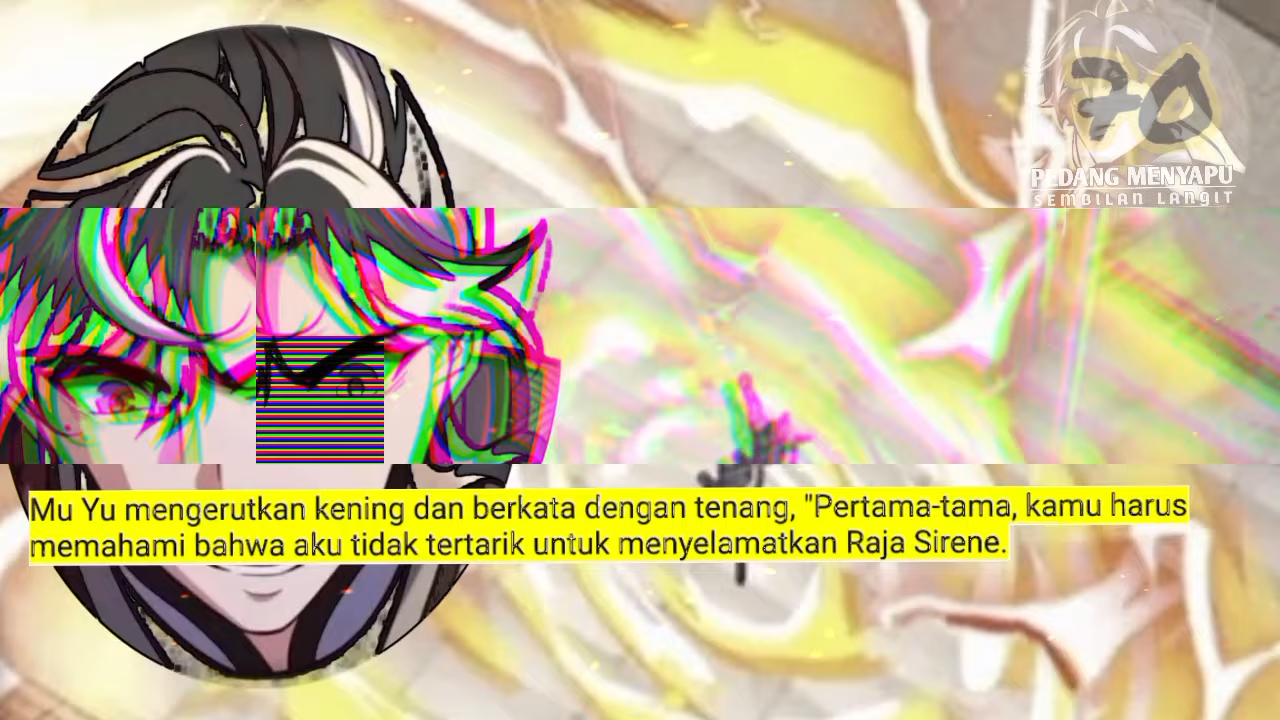 PEDANG MENYAPU
SEMBILAN LANGIT
Mu Yu mengerutkan kening dan berkata dengan tenang, "Pertama-tama, kamu harus
memahami bahwa aku tidak tertarik untuk menyelamatkan Raja Sirene.